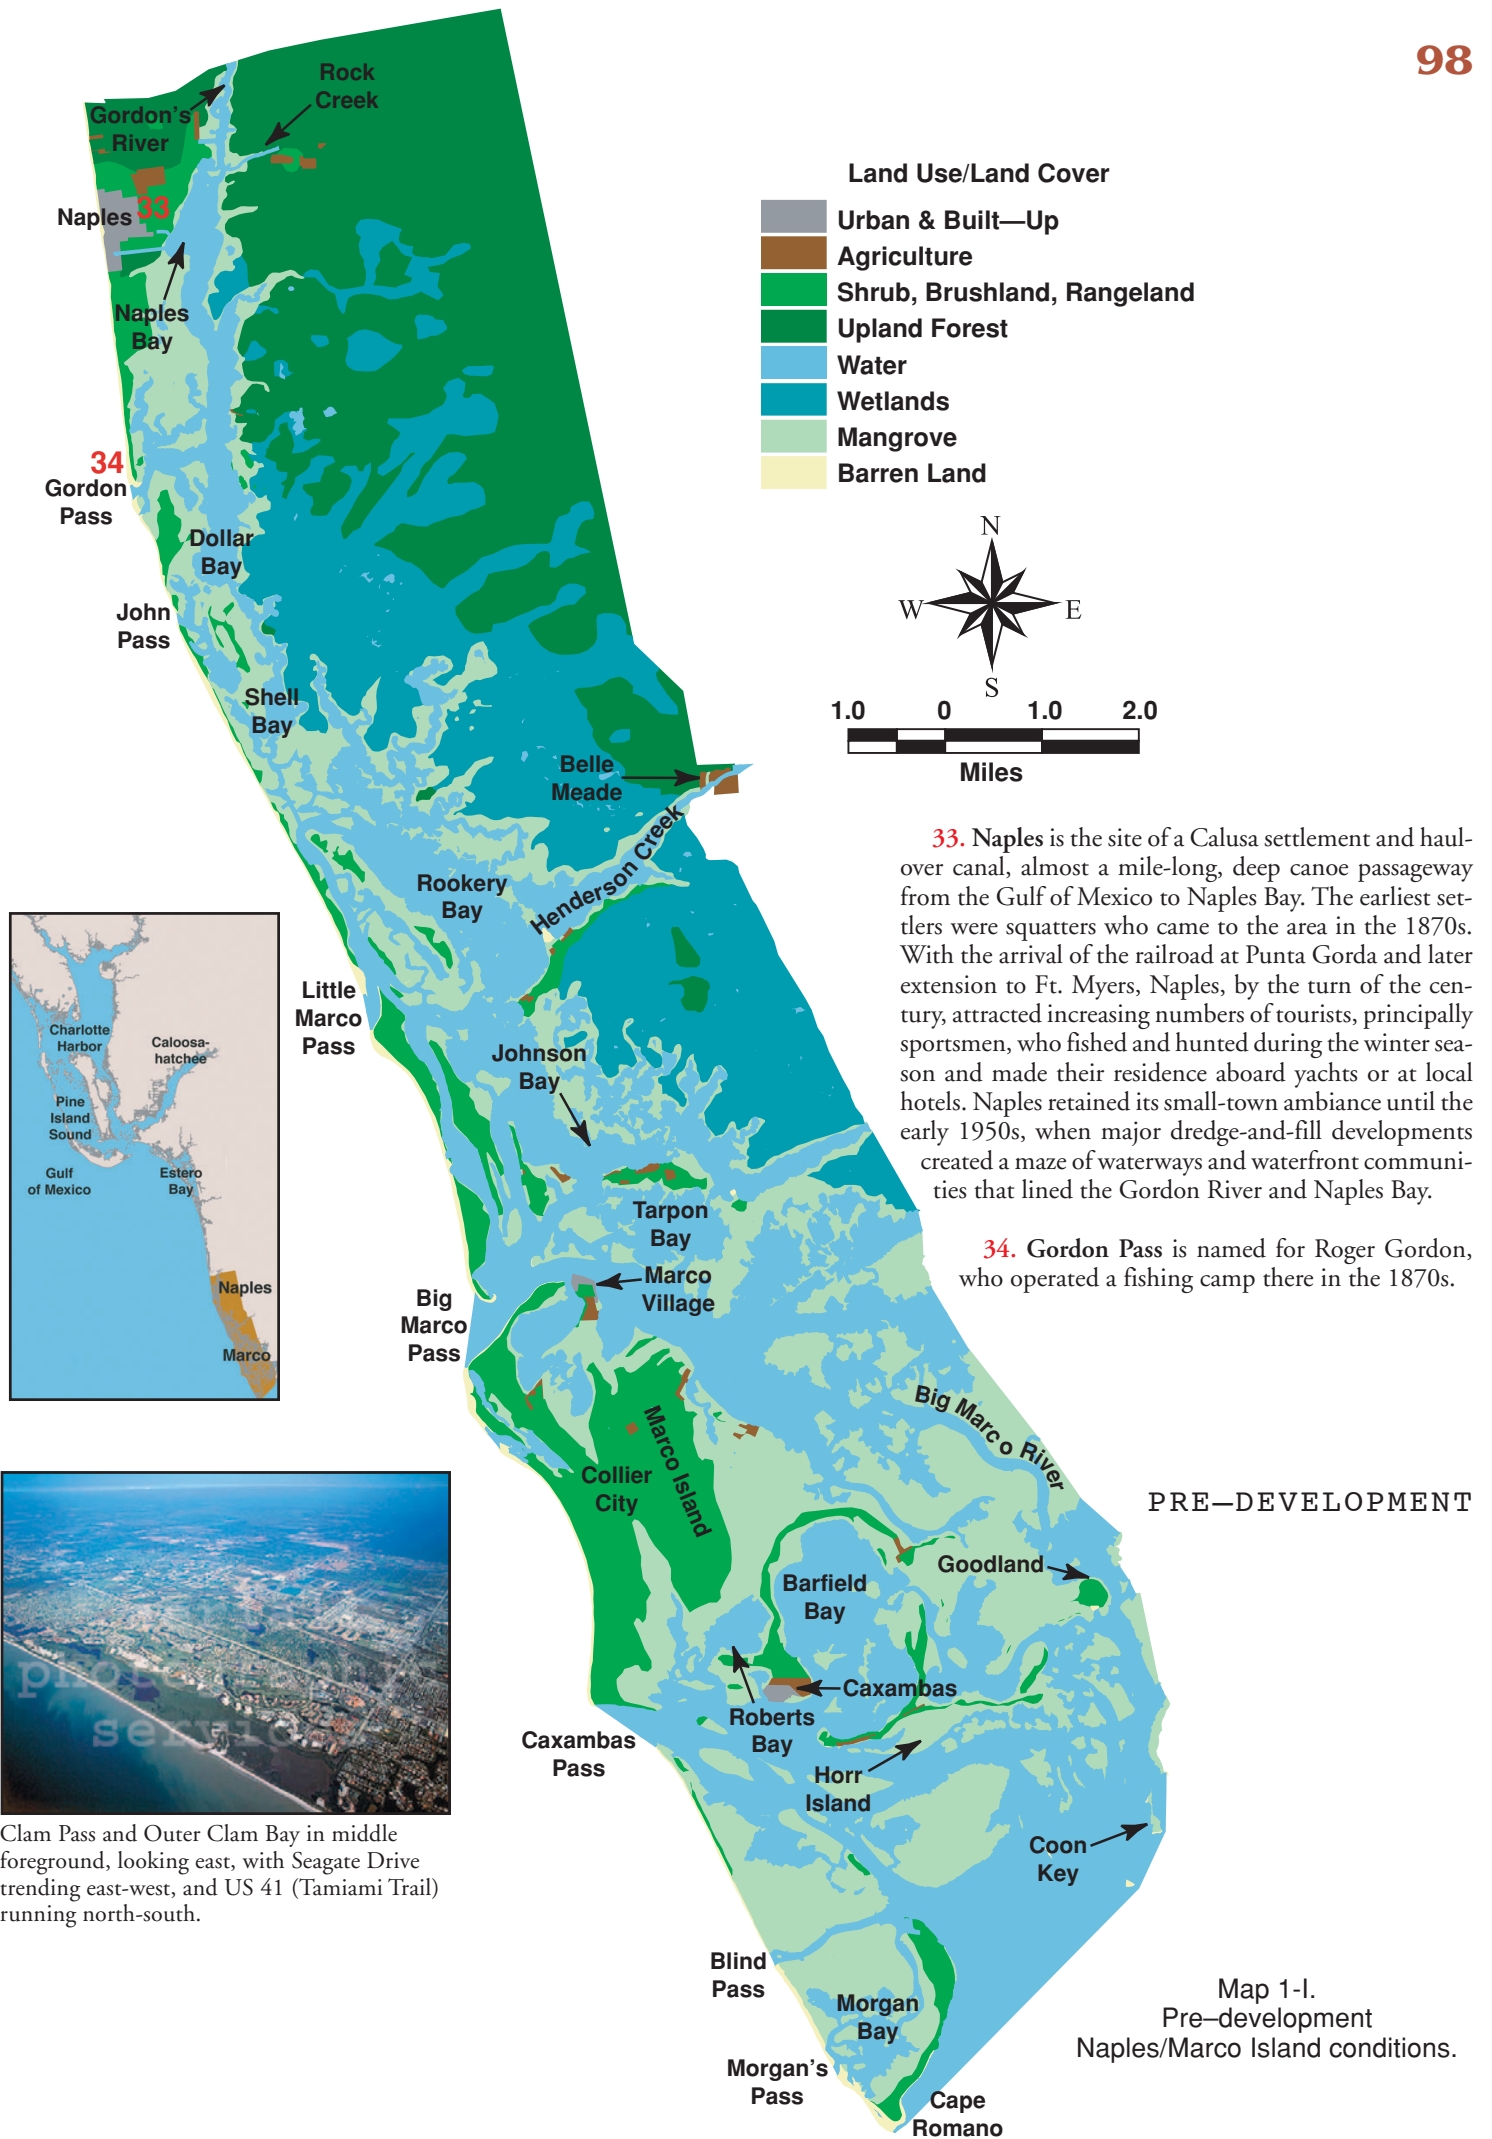 98
Rock
Creek
Gordon's
River
Naples
33
Naples
Bay
34
Gordon
Pass
Dollar
Bay
John
Pass
Shell
Bay
Belle
Meade
Henderson Creek
Rookery
Bay
Little
Marco
Pass
Johnson
Bay
Tarpon
Bay
Marco
Village
Big
Marco
Pass
Big Marco River
Marco Island
Collier
City
Goodland
Barfield
Bay
Caxambas
Roberts
Bay
Caxambas
Pass
Horr
Island
Coon
Key
Blind
Pass
Morgan
Bay
Morgan's
Pass
Cape
Romano
Land Use/Land Cover
Urban & Built—Up
Agriculture
Shrub, Brushland, Rangeland
Upland Forest
Water
Wetlands
Mangrove
Barren Land
N
W
E
S
1.0 0 1.0 2.0
Miles
33. Naples is the site of a Calusa settlement and haul-
over canal, almost a mile-long, deep canoe passageway
from the Gulf of Mexico to Naples Bay. The earliest set-
tlers were squatters who came to the area in the 1870s.
With the arrival of the railroad at Punta Gorda and later
extension to Ft. Myers, Naples, by the turn of the cen-
tury, attracted increasing numbers of tourists, principally
sportsmen, who fished and hunted during the winter sea-
son and made their residence aboard yachts or at local
hotels. Naples retained its small-town ambiance until the
early 1950s, when major dredge-and-fill developments
created a maze of waterways and waterfront communi-
ties that lined the Gordon River and Naples Bay.
34. Gordon Pass is named for Roger Gordon,
who operated a fishing camp there in the 1870s.
PRE—DEVELOPMENT
Charlotte
Harbor
Caloosa-
hatchee
Pine
Island
Sound
Gulf
of Mexico
Estero
Bay
Naples
Marco
Clam Pass and Outer Clam Bay in middle
foreground, looking east, with Seagate Drive
trending east-west, and US 41 (Tamiami Trail)
running north-south.
Map 1-I.
Pre–development
Naples/Marco Island conditions.